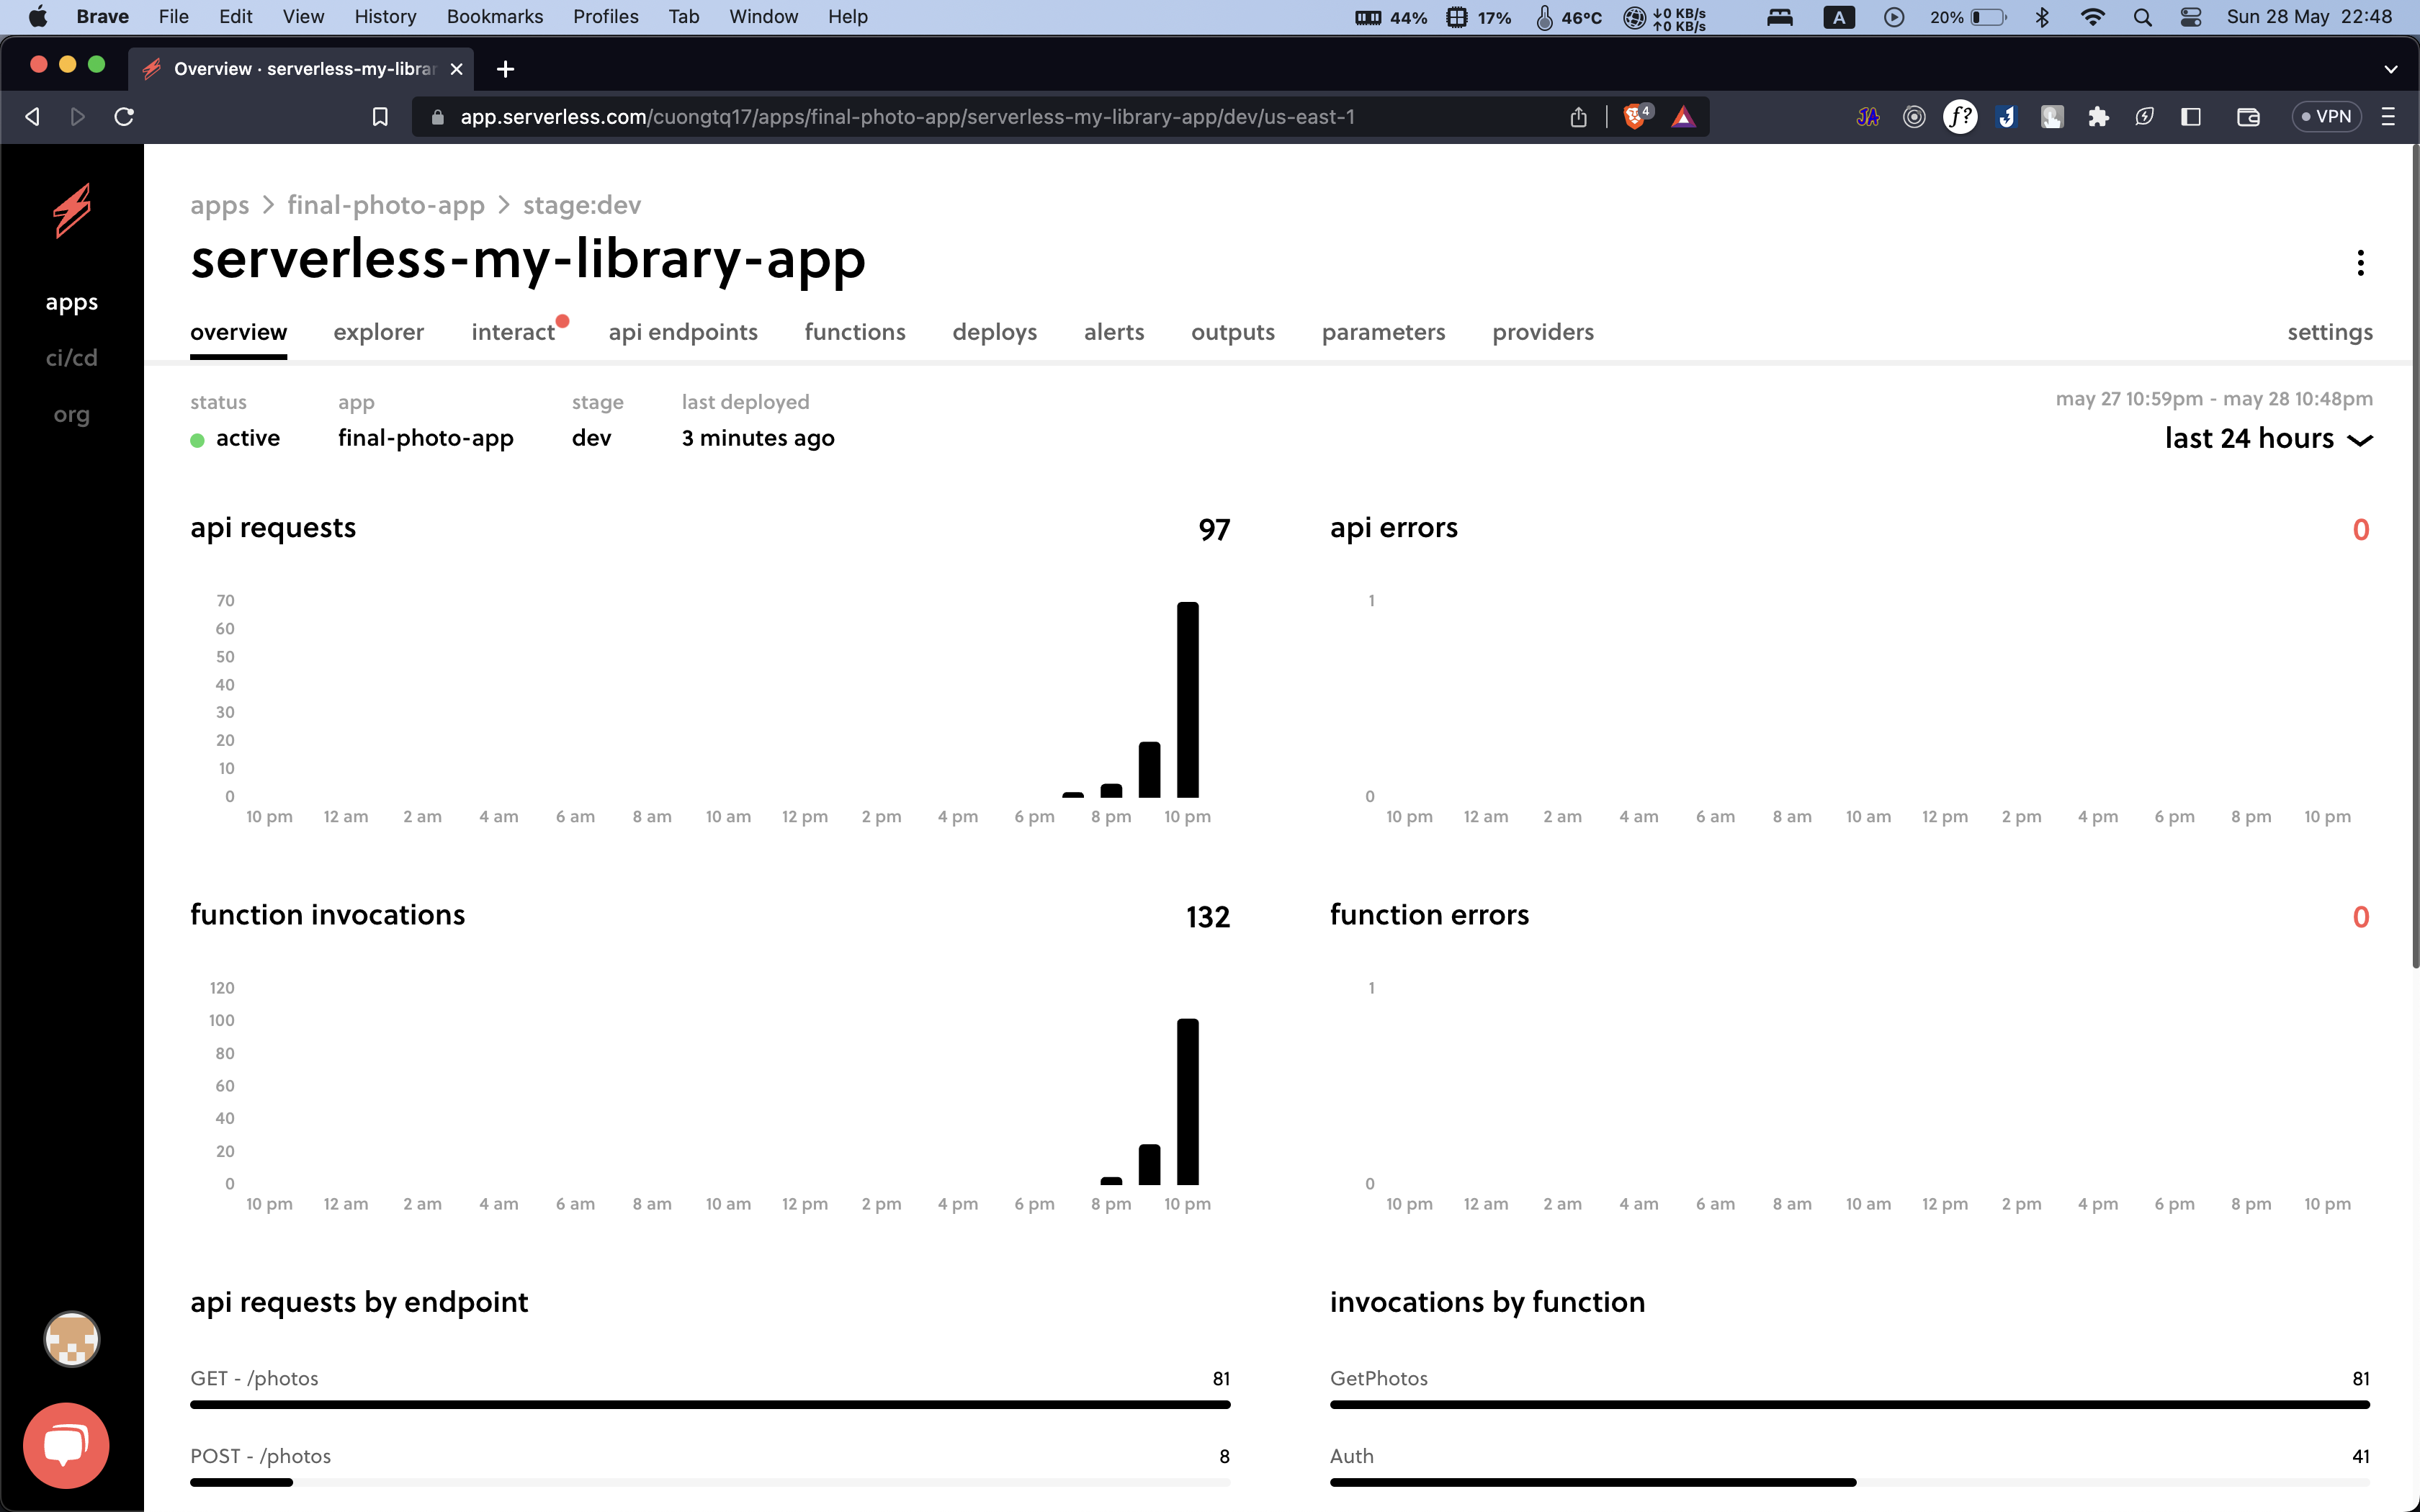 Brave File Edit View History Bookmarks Profiles Tab Window Help 44% 17% 46°C ↓0 KB/s ↑0 KB/s A 20% Sun 28 May 22:48
Overview · serverless-my-librar
app.serverless.com/cuongtq17/apps/final-photo-app/serverless-my-library-app/dev/us-east-1 4 JA f? VPN
apps
ci/cd
org
apps > final-photo-app > stage:dev
serverless-my-library-app
overview explorer interact api endpoints functions deploys alerts outputs parameters providers settings
status app stage last deployed may 27 10:59pm - may 28 10:48pm
active final-photo-app dev 3 minutes ago last 24 hours
api requests 97
70
60
50
40
30
20
10
0
10 pm 12 am 2 am 4 am 6 am 8 am 10 am 12 pm 2 pm 4 pm 6 pm 8 pm 10 pm
api errors 0
1
0
10 pm 12 am 2 am 4 am 6 am 8 am 10 am 12 pm 2 pm 4 pm 6 pm 8 pm 10 pm
function invocations 132
120
100
80
60
40
20
0
10 pm 12 am 2 am 4 am 6 am 8 am 10 am 12 pm 2 pm 4 pm 6 pm 8 pm 10 pm
function errors 0
1
0
10 pm 12 am 2 am 4 am 6 am 8 am 10 am 12 pm 2 pm 4 pm 6 pm 8 pm 10 pm
api requests by endpoint
GET - /photos 81
POST - /photos 8
invocations by function
GetPhotos 81
Auth 41